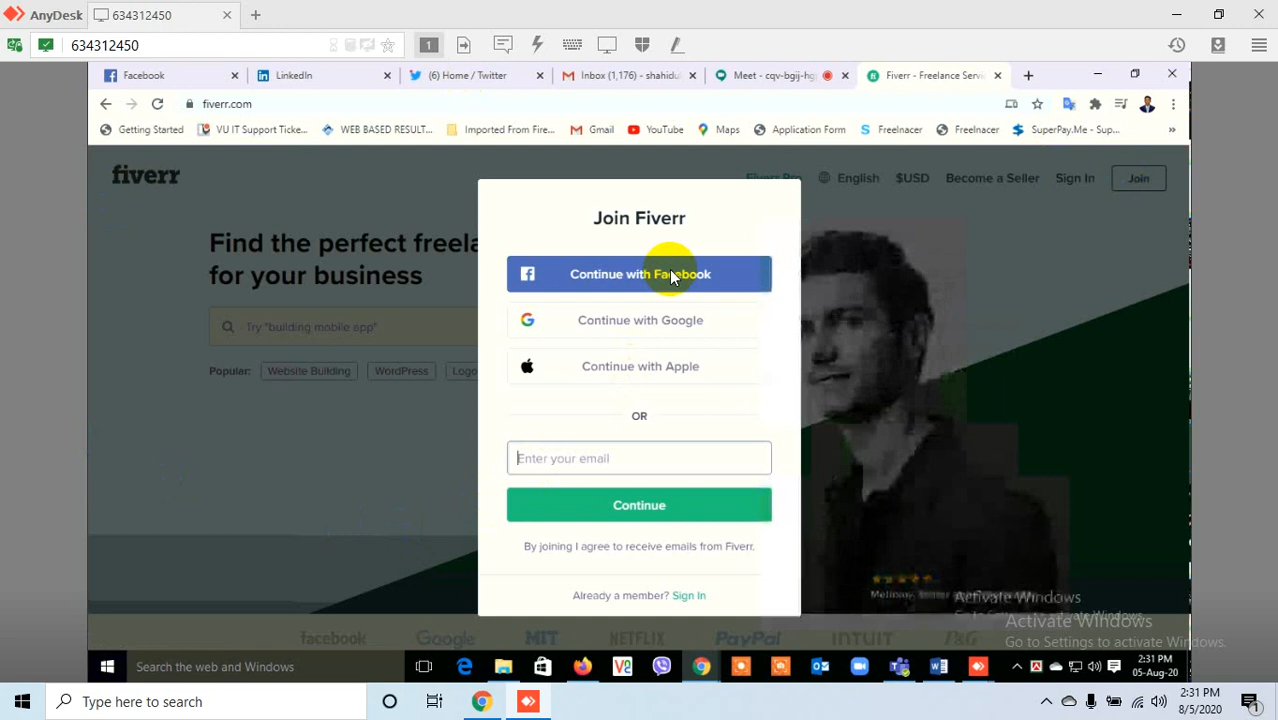 AnyDesk
634312450
634312450
1
Facebook
LinkedIn
(6) Home / Twitter
Inbox (1,176) - shahidul
Meet - cqv-bgij-hg
Fiverr - Freelance Servi
fiverr.com
Getting Started
VU IT Support Ticke...
WEB BASED RESULT...
Imported From Fire...
Gmail
YouTube
Maps
Application Form
Freelnacer
Freelnacer
SuperPay.Me - Sup...
fiverr
Fiverr Pro
English
$USD
Become a Seller
Sign In
Join
Find the perfect freela
for your business
Try "building mobile app"
Popular:
Website Building
WordPress
Logo
Join Fiverr
Continue with Facebook
Continue with Google
Continue with Apple
OR
Enter your email
Continue
By joining I agree to receive emails from Fiverr.
Already a member? Sign In
Activate Windows
Activate Windows
Go to Settings to activate Windows.
facebook
Google
MIT
NETFLIX
PayPal
INTUIT
P&G
Search the web and Windows
2:31 PM
05-Aug-20
Type here to search
2:31 PM
8/5/2020